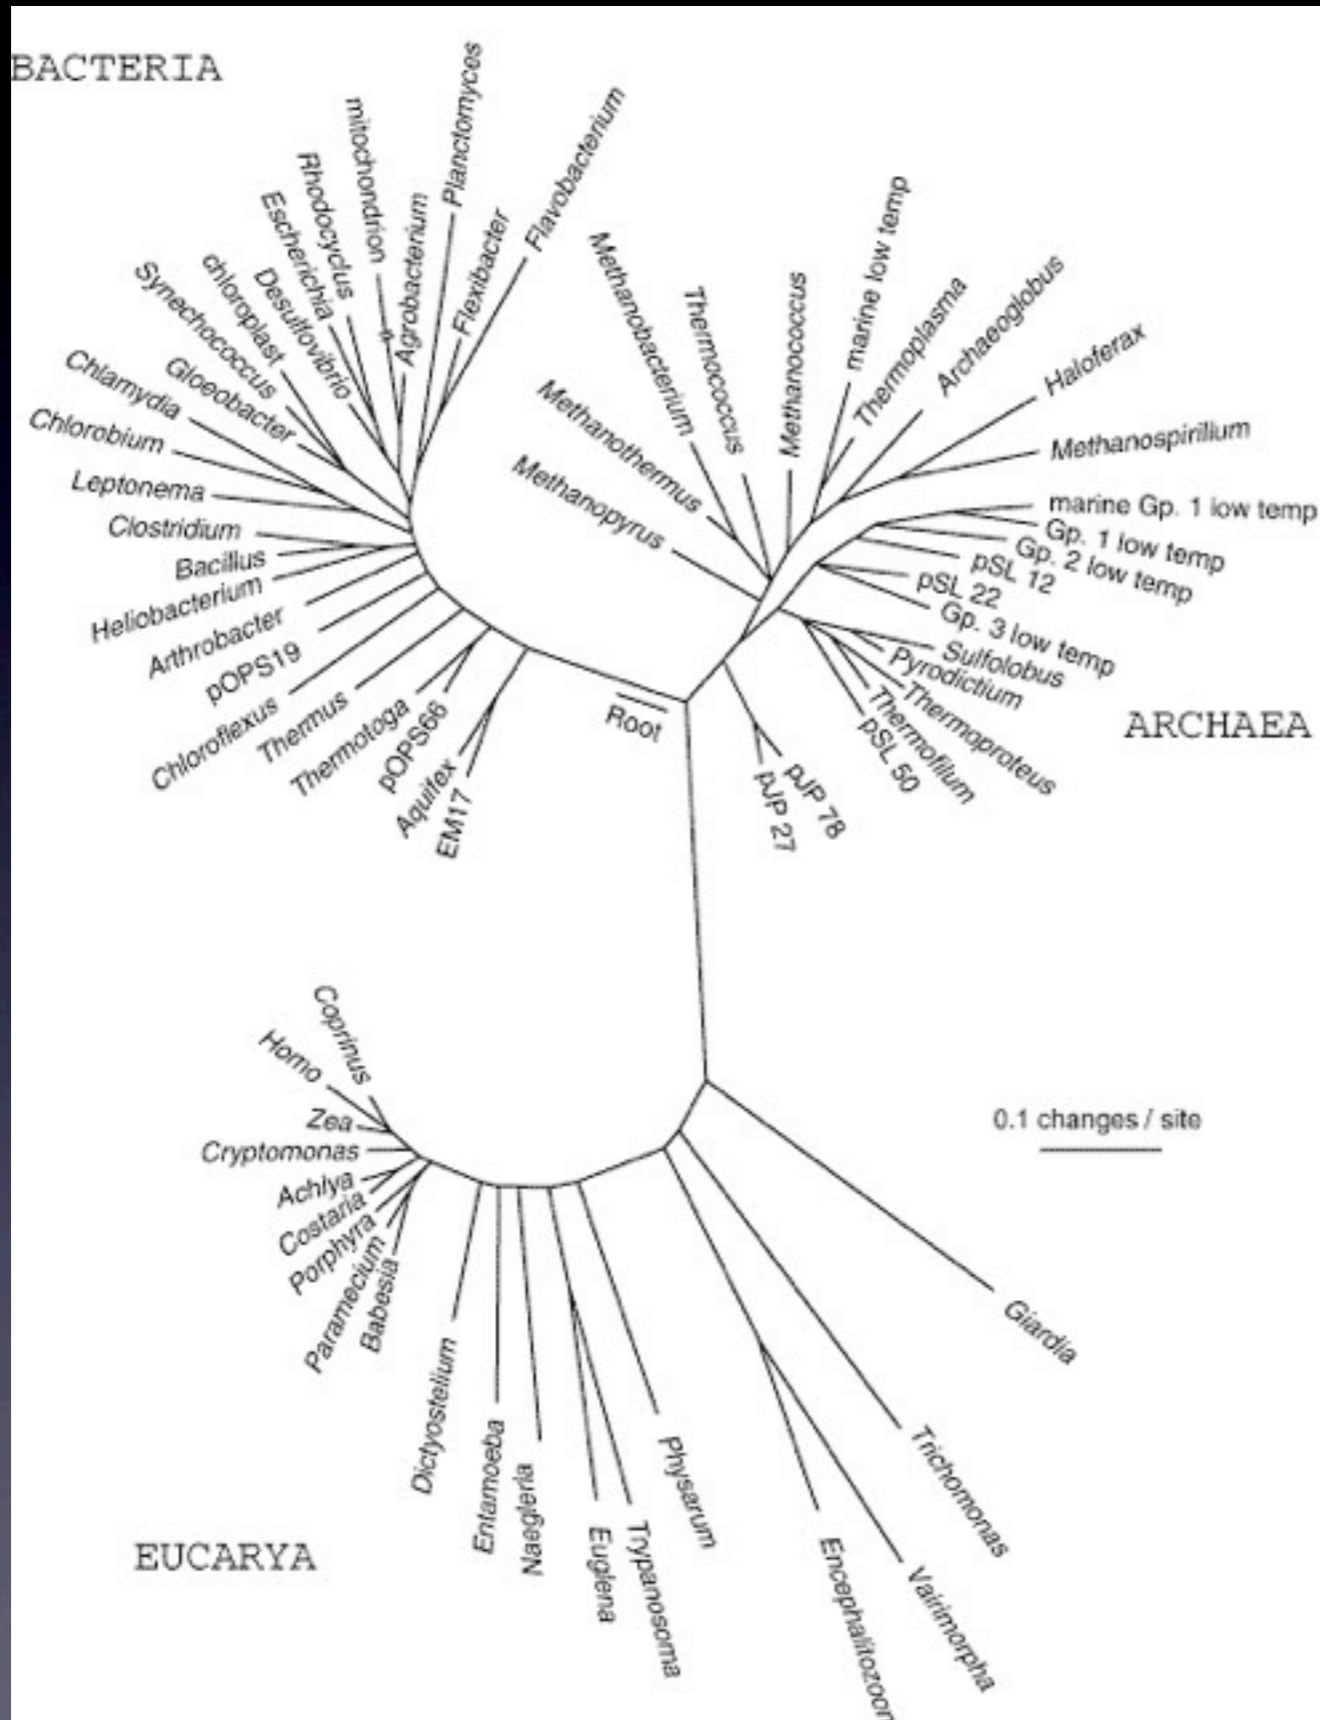 BACTERIA
Planctomyces
mitochondrion
Flavobacterium
Rhodocyclus
Escherichia
Agrobacterium
Flexibacter
chloroplast
Desulfovibrio
Synechococcus
Gloeobacter
Chlamydia
Chlorobium
Leptonema
Clostridium
Bacillus
Heliobacterium
Arthrobacter
pOPS19
Chloroflexus
Thermus
Thermotoga
pOPS66
Aquifex
EM17
Root
Methanopyrus
Methanothermus
Methanobacterium
Thermococcus
Methanococcus
marine low temp
Thermoplasma
Archaeoglobus
Haloferax
Methanospirillum
marine Gp. 1 low temp
Gp. 1 low temp
Gp. 2 low temp
pSL 12
pSL 22
Gp. 3 low temp
Sulfolobus
Pyrodictium
Thermoproteus
Thermofilum
pSL 50
pJP 78
pJP 27
ARCHAEA
Coprinus
Homo
Zea
Cryptomonas
Achlya
Costaria
Porphyra
Paramecium
Babesia
Dictyostelium
Entamoeba
Naegleria
Euglena
Trypanosoma
Physarum
Encephalitozoon
Vairimorpha
Trichomonas
Giardia
0.1 changes / site
EUCARYA